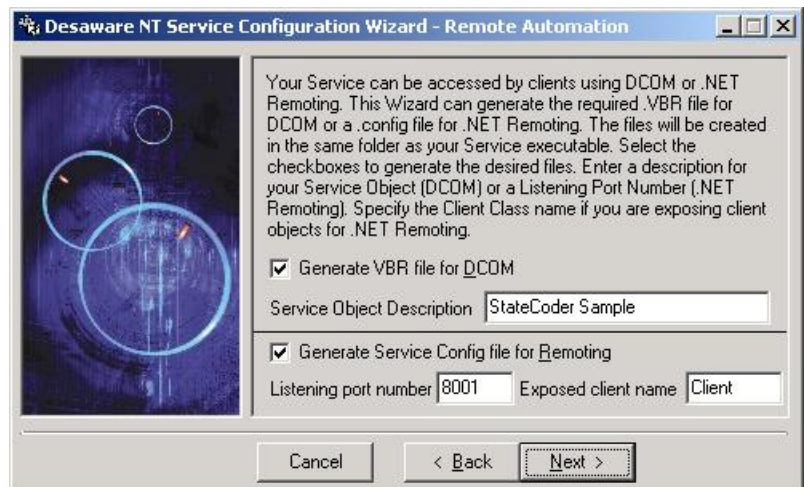 Desaware NT Service Configuration Wizard - Remote Automation
Your Service can be accessed by clients using DCOM or .NET
Remoting. This Wizard can generate the required .VBR file for
DCOM or a .config file for .NET Remoting. The files will be created
in the same folder as your Service executable. Select the
checkboxes to generate the desired files. Enter a description for
your Service Object (DCOM) or a Listening Port Number (.NET
Remoting). Specify the Client Class name if you are exposing client
objects for .NET Remoting.
Generate VBR file for DCOM
Service Object Description StateCoder Sample
Generate Service Config file for Remoting
Listening port number 8001 Exposed client name Client
Cancel < Back Next >